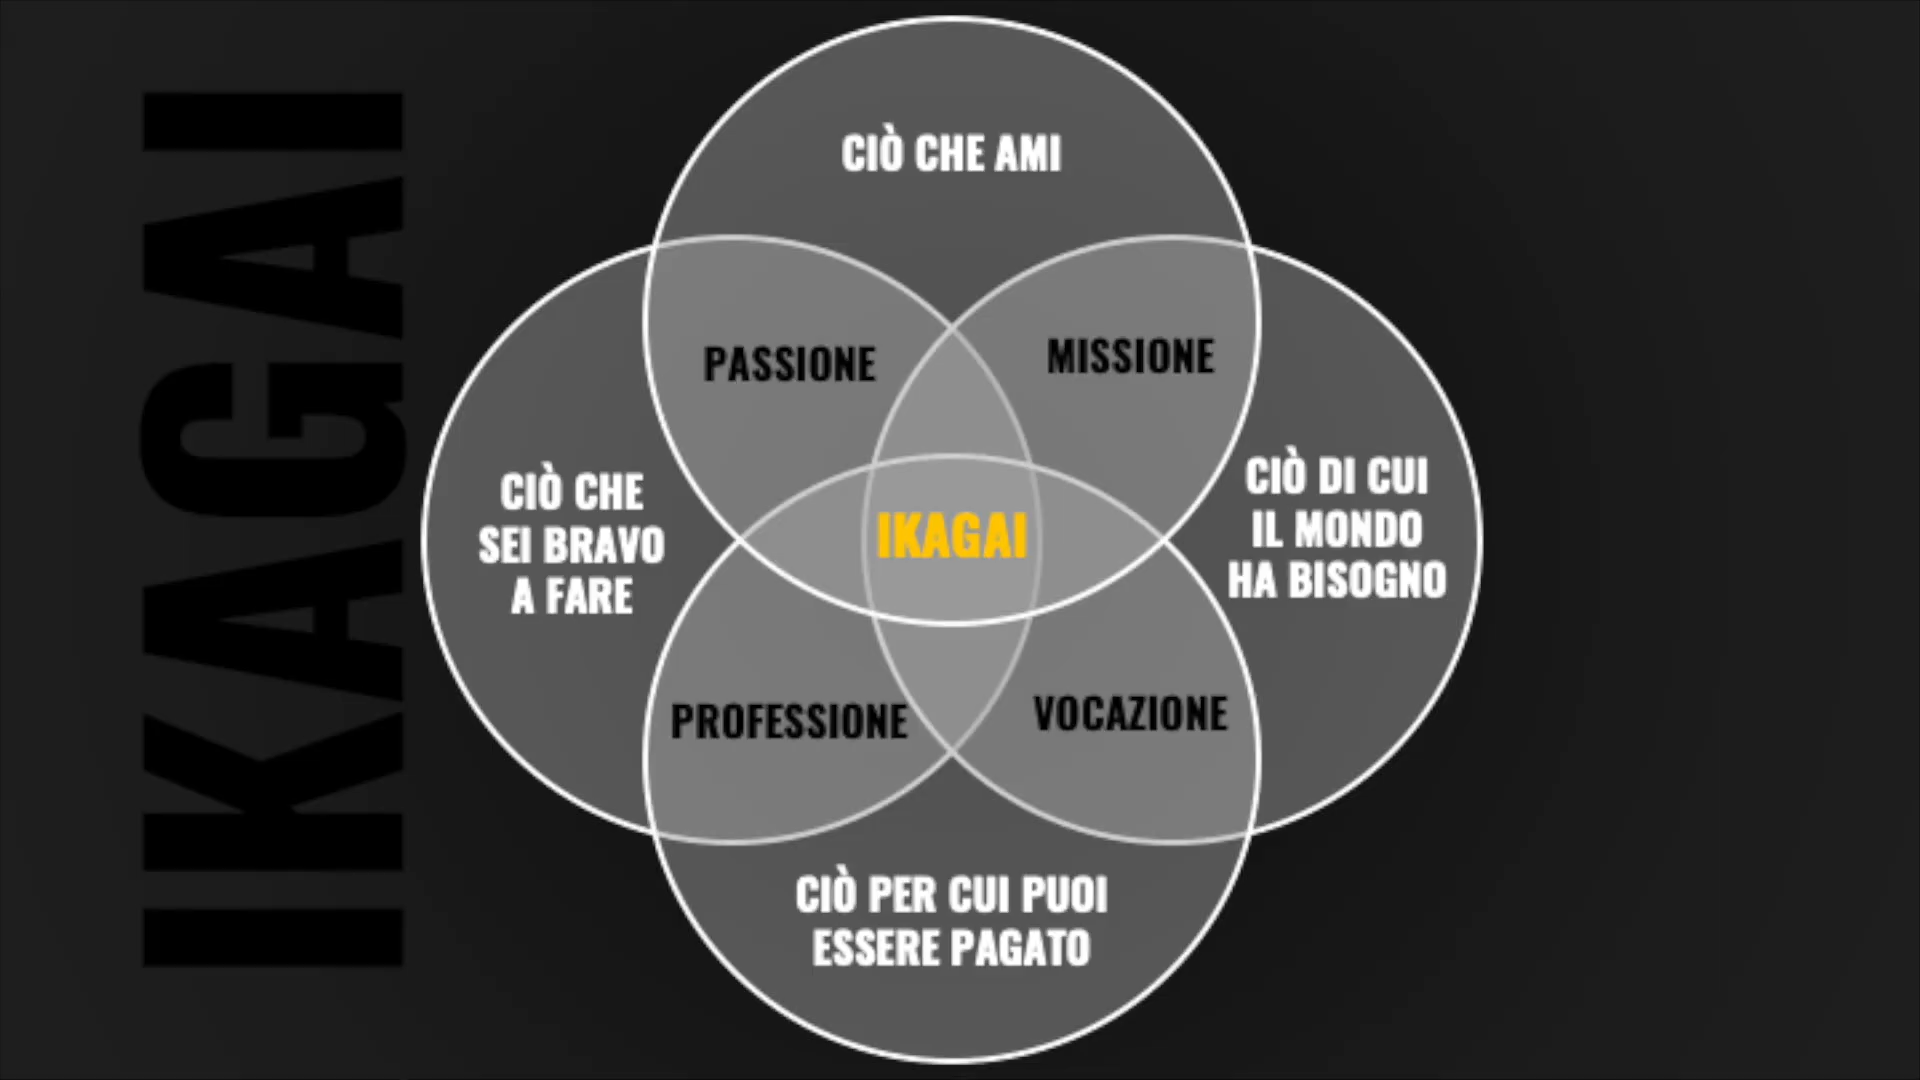 IKAGAI
CIÒ CHE AMI
PASSIONE
MISSIONE
CIÒ CHE
SEI BRAVO
A FARE
IKAGAI
CIÒ DI CUI
IL MONDO
HA BISOGNO
PROFESSIONE
VOCAZIONE
CIÒ PER CUI PUOI
ESSERE PAGATO